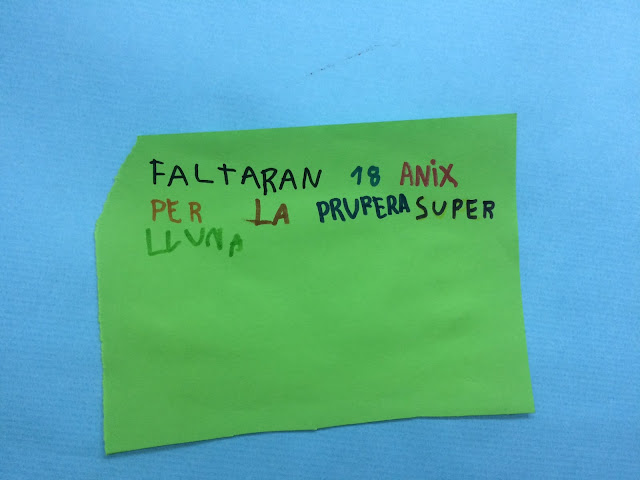 FALTARAN 18 ANIX
PER LA PRUPERA SUPER
LLUNA